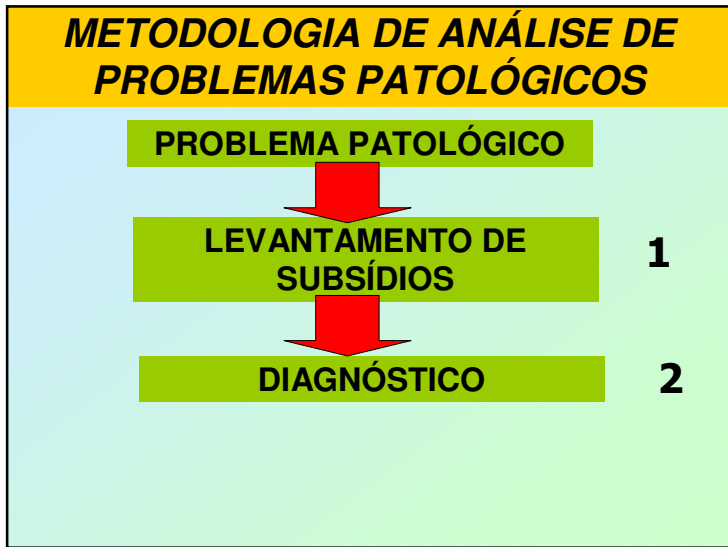 METODOLOGIA DE ANÁLISE DE
PROBLEMAS PATOLÓGICOS
PROBLEMA PATOLÓGICO
LEVANTAMENTO DE
SUBSÍDIOS
1
DIAGNÓSTICO
2